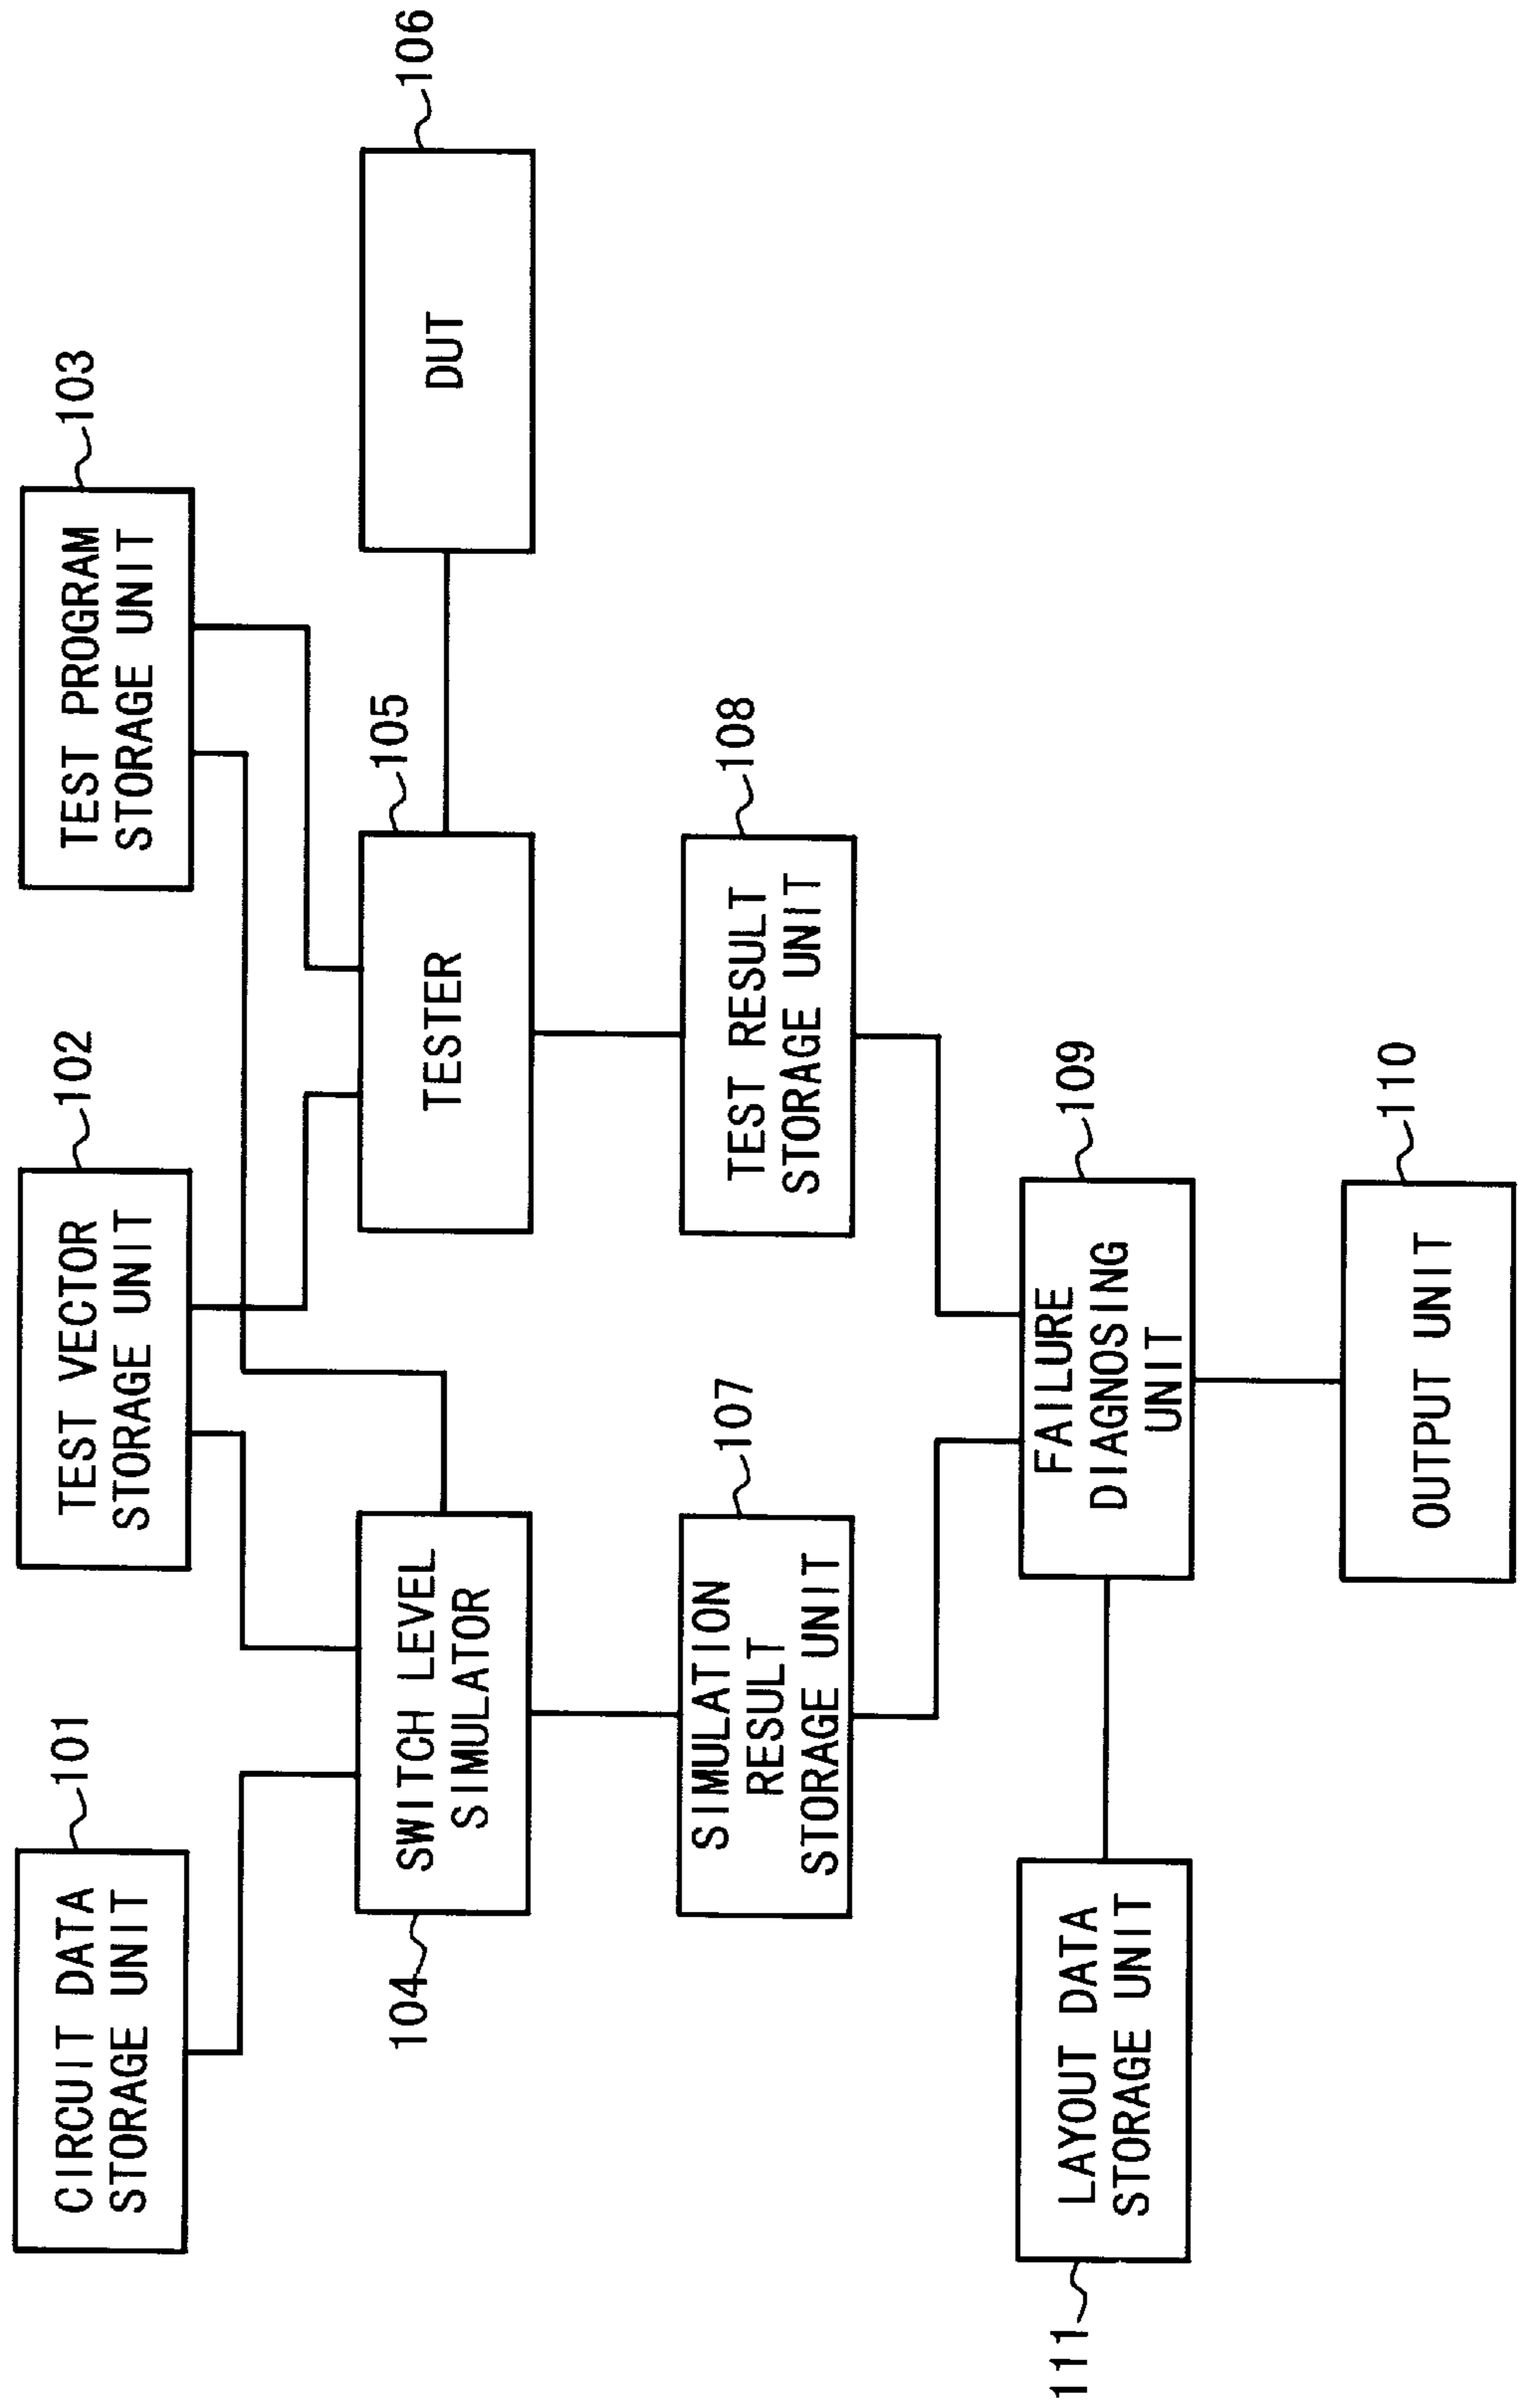 101
CIRCUIT DATA
STORAGE UNIT
102
TEST VECTOR
STORAGE UNIT
103
TEST PROGRAM
STORAGE UNIT
104
SWITCH LEVEL
SIMULATOR
105
TESTER
106
DUT
107
SIMULATION
RESULT
STORAGE UNIT
108
TEST RESULT
STORAGE UNIT
111
LAYOUT DATA
STORAGE UNIT
109
FAILURE
DIAGNOSING
UNIT
110
OUTPUT UNIT